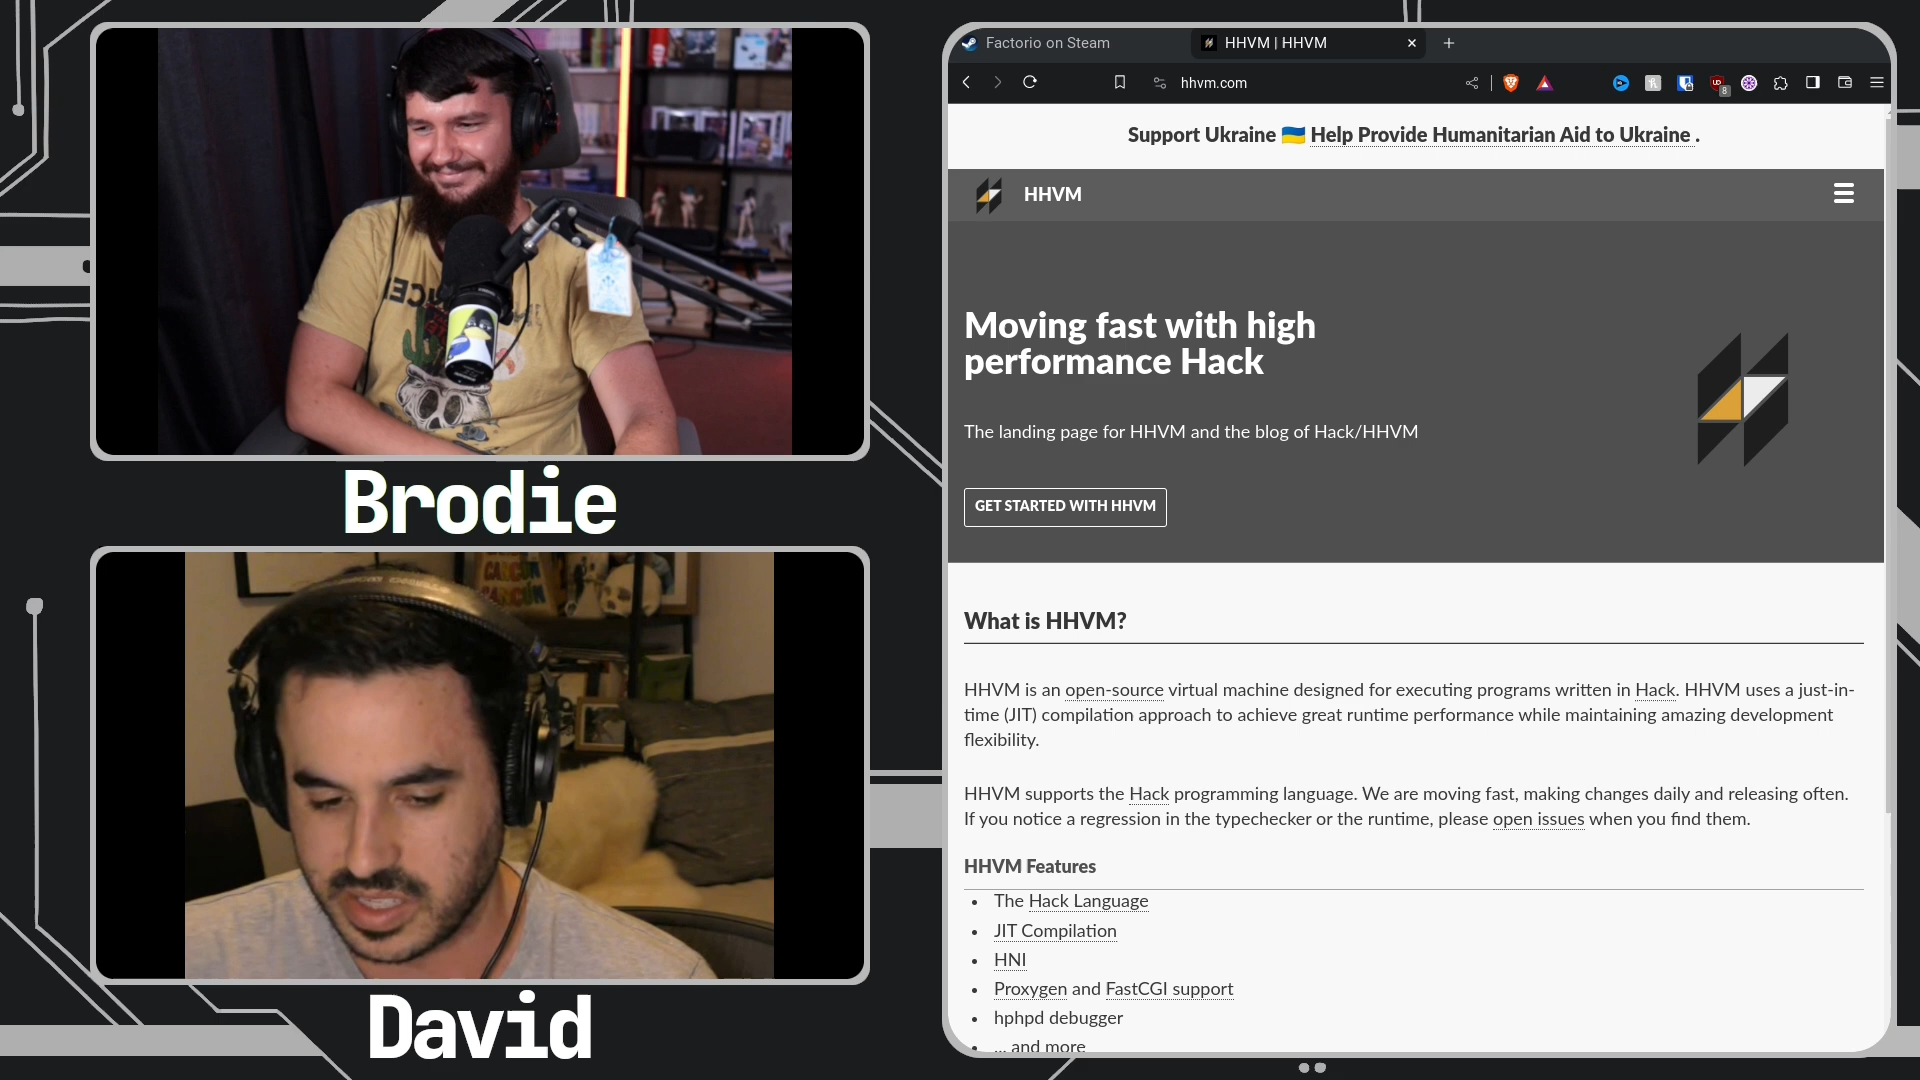 Brodie
David
Factorio on Steam
HHVM | HHVM
hhvm.com
8
Support Ukraine 🇺🇦 Help Provide Humanitarian Aid to Ukraine .
HHVM
Moving fast with high
performance Hack
The landing page for HHVM and the blog of Hack/HHVM
GET STARTED WITH HHVM
What is HHVM?
HHVM is an open-source virtual machine designed for executing programs written in Hack. HHVM uses a just-in-
time (JIT) compilation approach to achieve great runtime performance while maintaining amazing development
flexibility.
HHVM supports the Hack programming language. We are moving fast, making changes daily and releasing often.
If you notice a regression in the typechecker or the runtime, please open issues when you find them.
HHVM Features
The Hack Language
JIT Compilation
HNI
Proxygen and FastCGI support
hphpd debugger
... and more